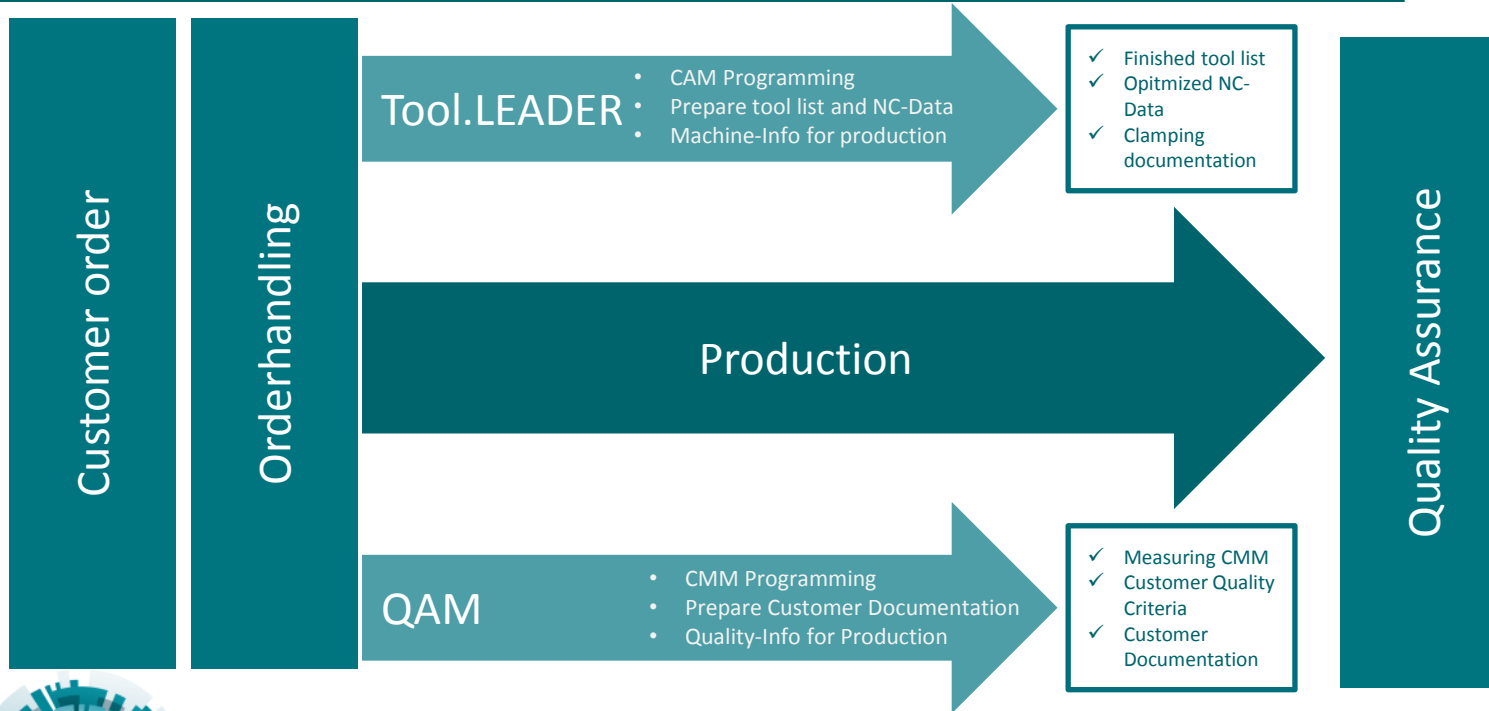 Customer order
Orderhandling
Tool.LEADER
• CAM Programming
• Prepare tool list and NC-Data
• Machine-Info for production
✓ Finished tool list
✓ Opitmized NC-
Data
✓ Clamping
documentation
Production
QAM
• CMM Programming
• Prepare Customer Documentation
• Quality-Info for Production
✓ Measuring CMM
✓ Customer Quality
Criteria
✓ Customer
Documentation
Quality Assurance